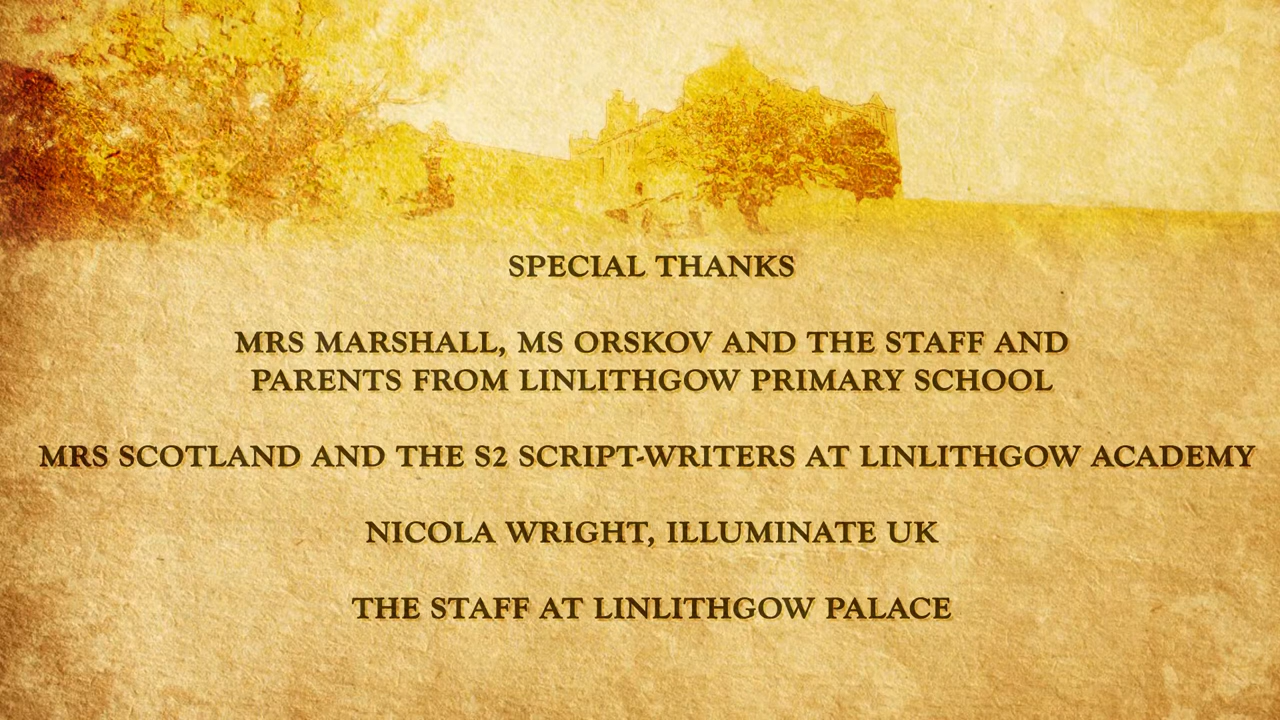 SPECIAL THANKS
MRS MARSHALL, MS ORSKOV AND THE STAFF AND
PARENTS FROM LINLITHGOW PRIMARY SCHOOL
MRS SCOTLAND AND THE S2 SCRIPT-WRITERS AT LINLITHGOW ACADEMY
NICOLA WRIGHT, ILLUMINATE UK
THE STAFF AT LINLITHGOW PALACE